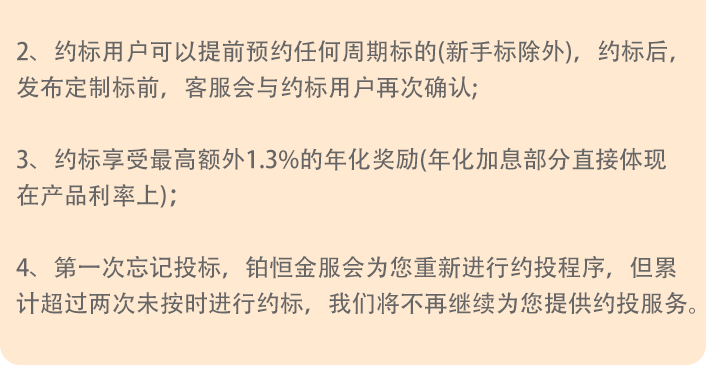 2、约标用户可以提前预约任何周期标的(新手标除外)，约标后，
发布定制标前，客服会与约标用户再次确认;
3、约标享受最高额外1.3%的年化奖励(年化加息部分直接体现
在产品利率上)；
4、第一次忘记投标，铂恒金服会为您重新进行约投程序，但累
计超过两次未按时进行约标，我们将不再继续为您提供约投服务。